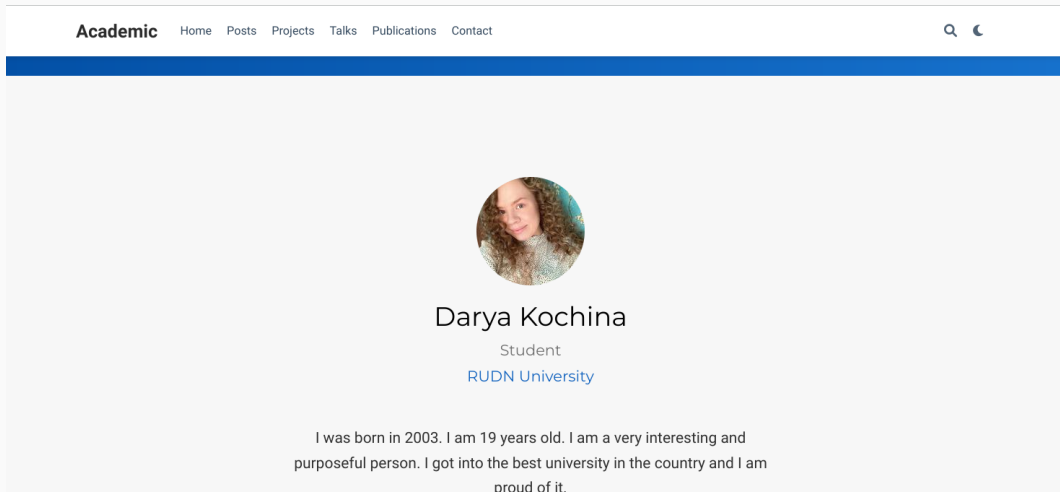 Academic Home Posts Projects Talks Publications Contact
Darya Kochina
Student
RUDN University
I was born in 2003. I am 19 years old. I am a very interesting and
purposeful person. I got into the best university in the country and I am
proud of it.